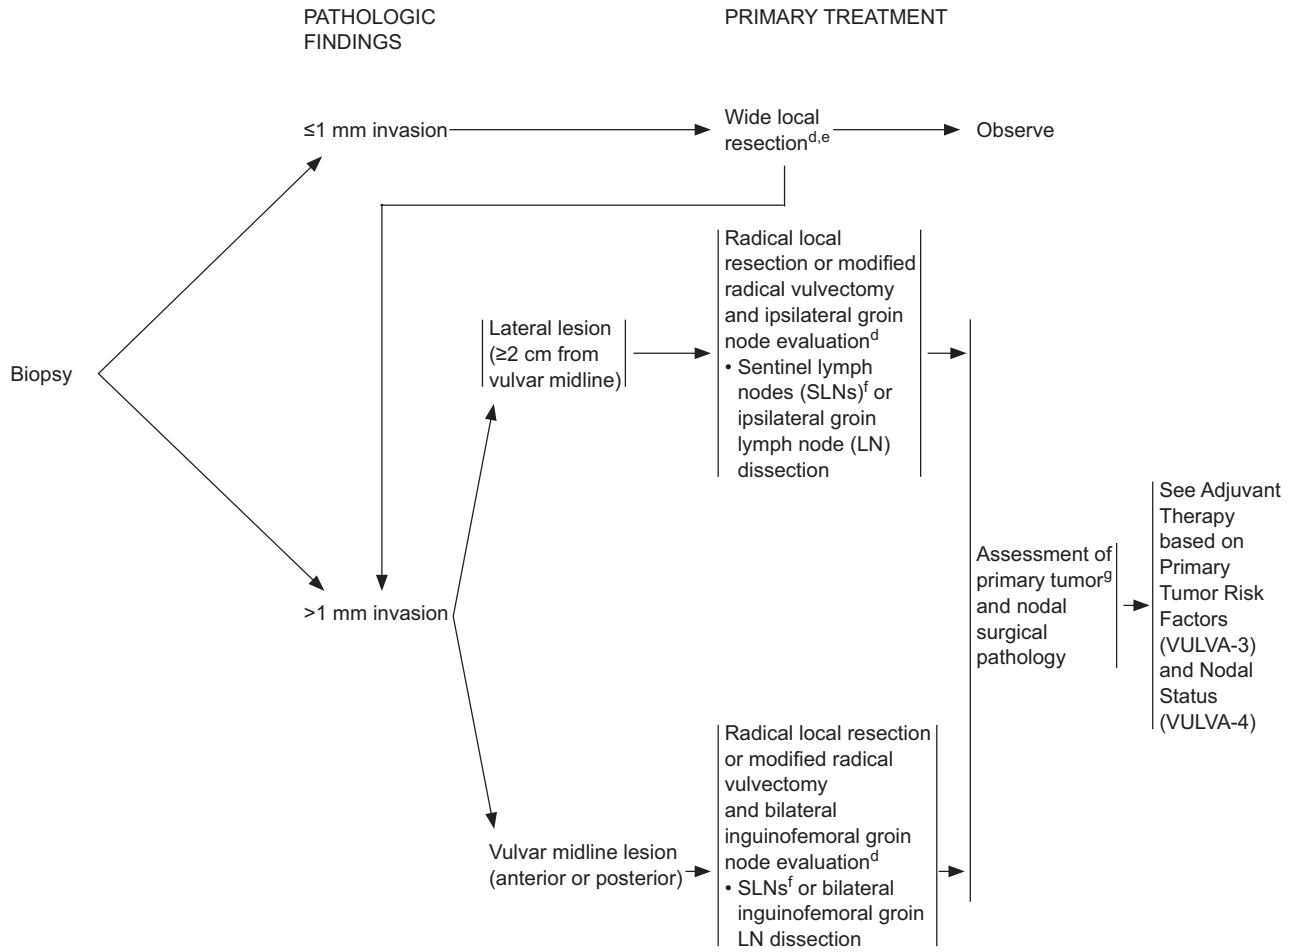 PATHOLOGIC
FINDINGS
PRIMARY TREATMENT
≤1 mm invasion
Wide local
resection^d,e
Observe
Biopsy
Lateral lesion
(≥2 cm from
vulvar midline)
Radical local
resection or modified
radical vulvectomy
and ipsilateral groin
node evaluation^d
• Sentinel lymph
nodes (SLNs)^f or
ipsilateral groin
lymph node (LN)
dissection
>1 mm invasion
Vulvar midline lesion
(anterior or posterior)
Radical local resection
or modified radical
vulvectomy
and bilateral
inguinofemoral groin
node evaluation^d
• SLNs^f or bilateral
inguinofemoral groin
LN dissection
Assessment of
primary tumor^g
and nodal
surgical
pathology
See Adjuvant
Therapy
based on
Primary
Tumor Risk
Factors
(VULVA-3)
and Nodal
Status
(VULVA-4)